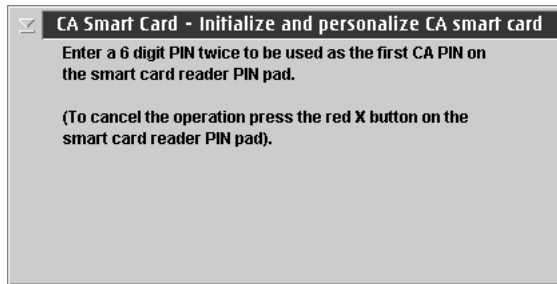 CA Smart Card - Initialize and personalize CA smart card
Enter a 6 digit PIN twice to be used as the first CA PIN on
the smart card reader PIN pad.
(To cancel the operation press the red X button on the
smart card reader PIN pad).